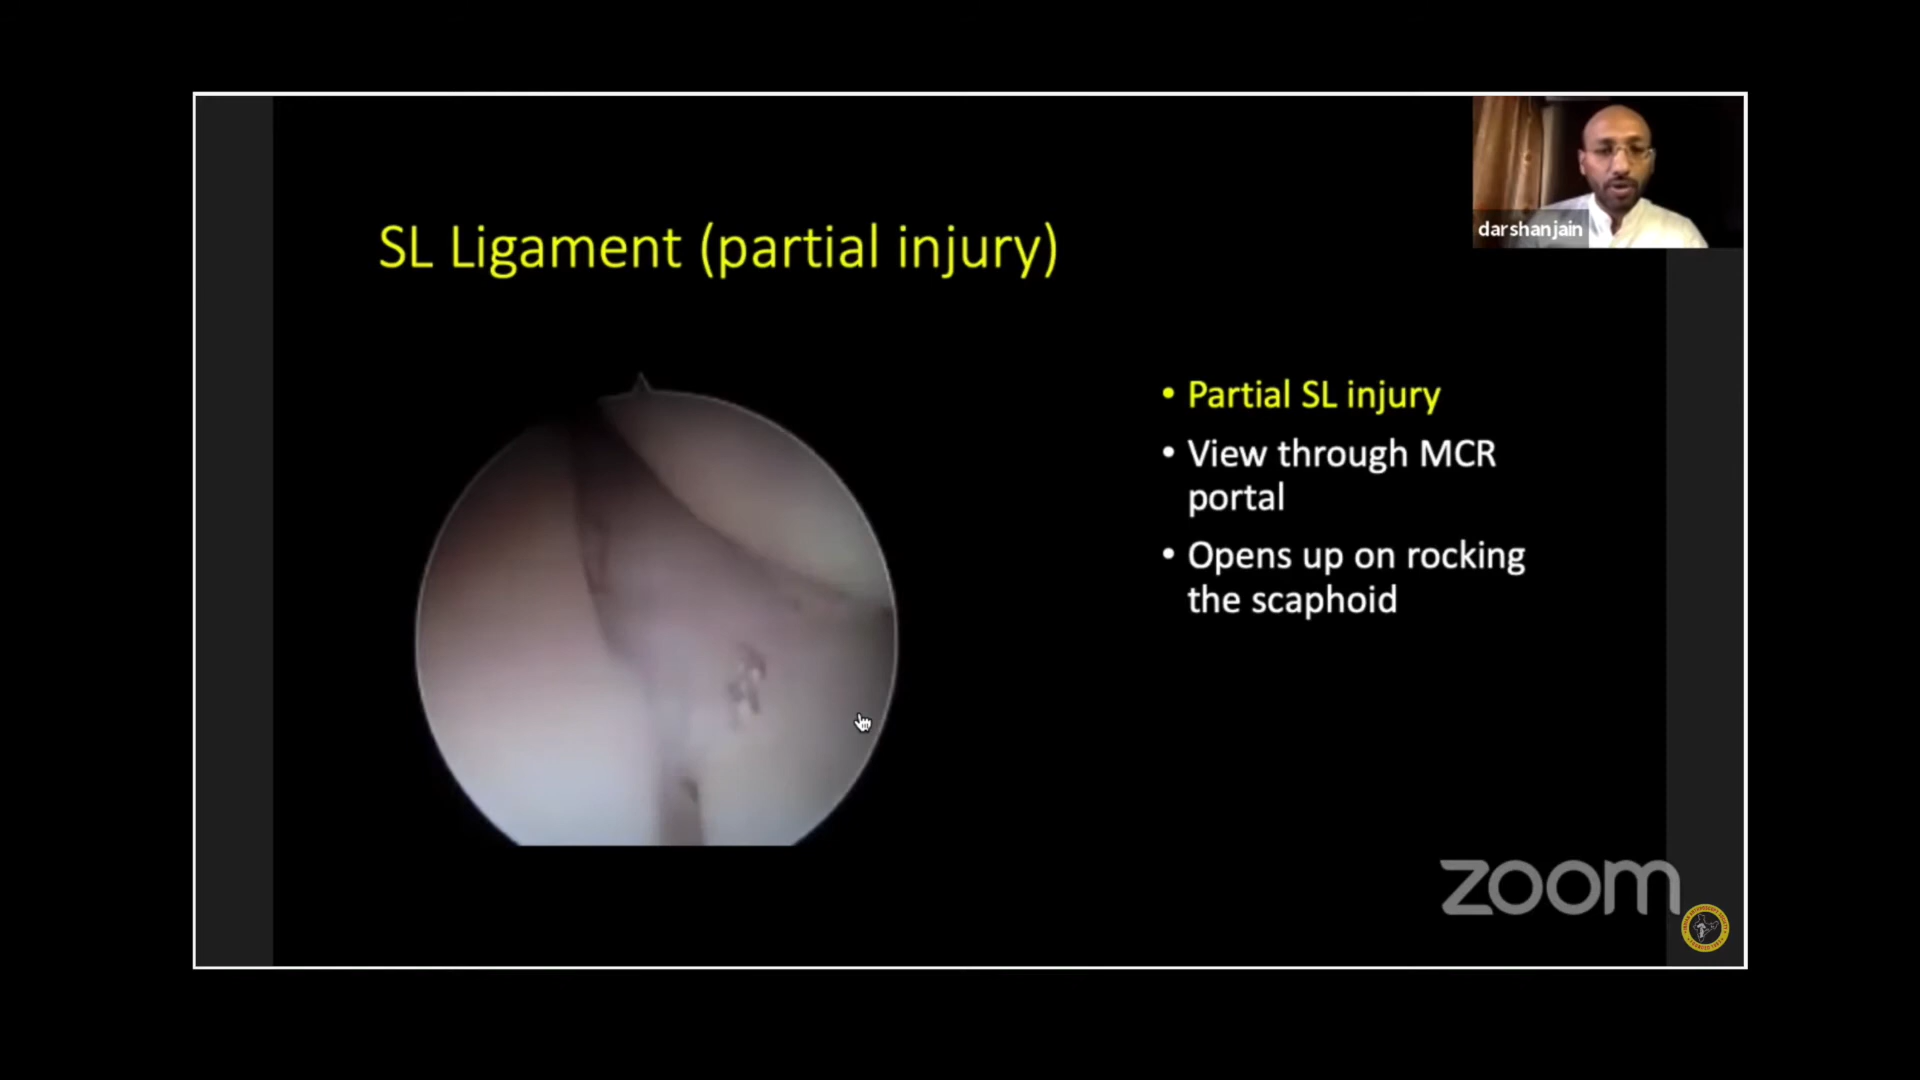 darshanjain
SL Ligament (partial injury)
• Partial SL injury
• View through MCR
portal
• Opens up on rocking
the scaphoid
zoom